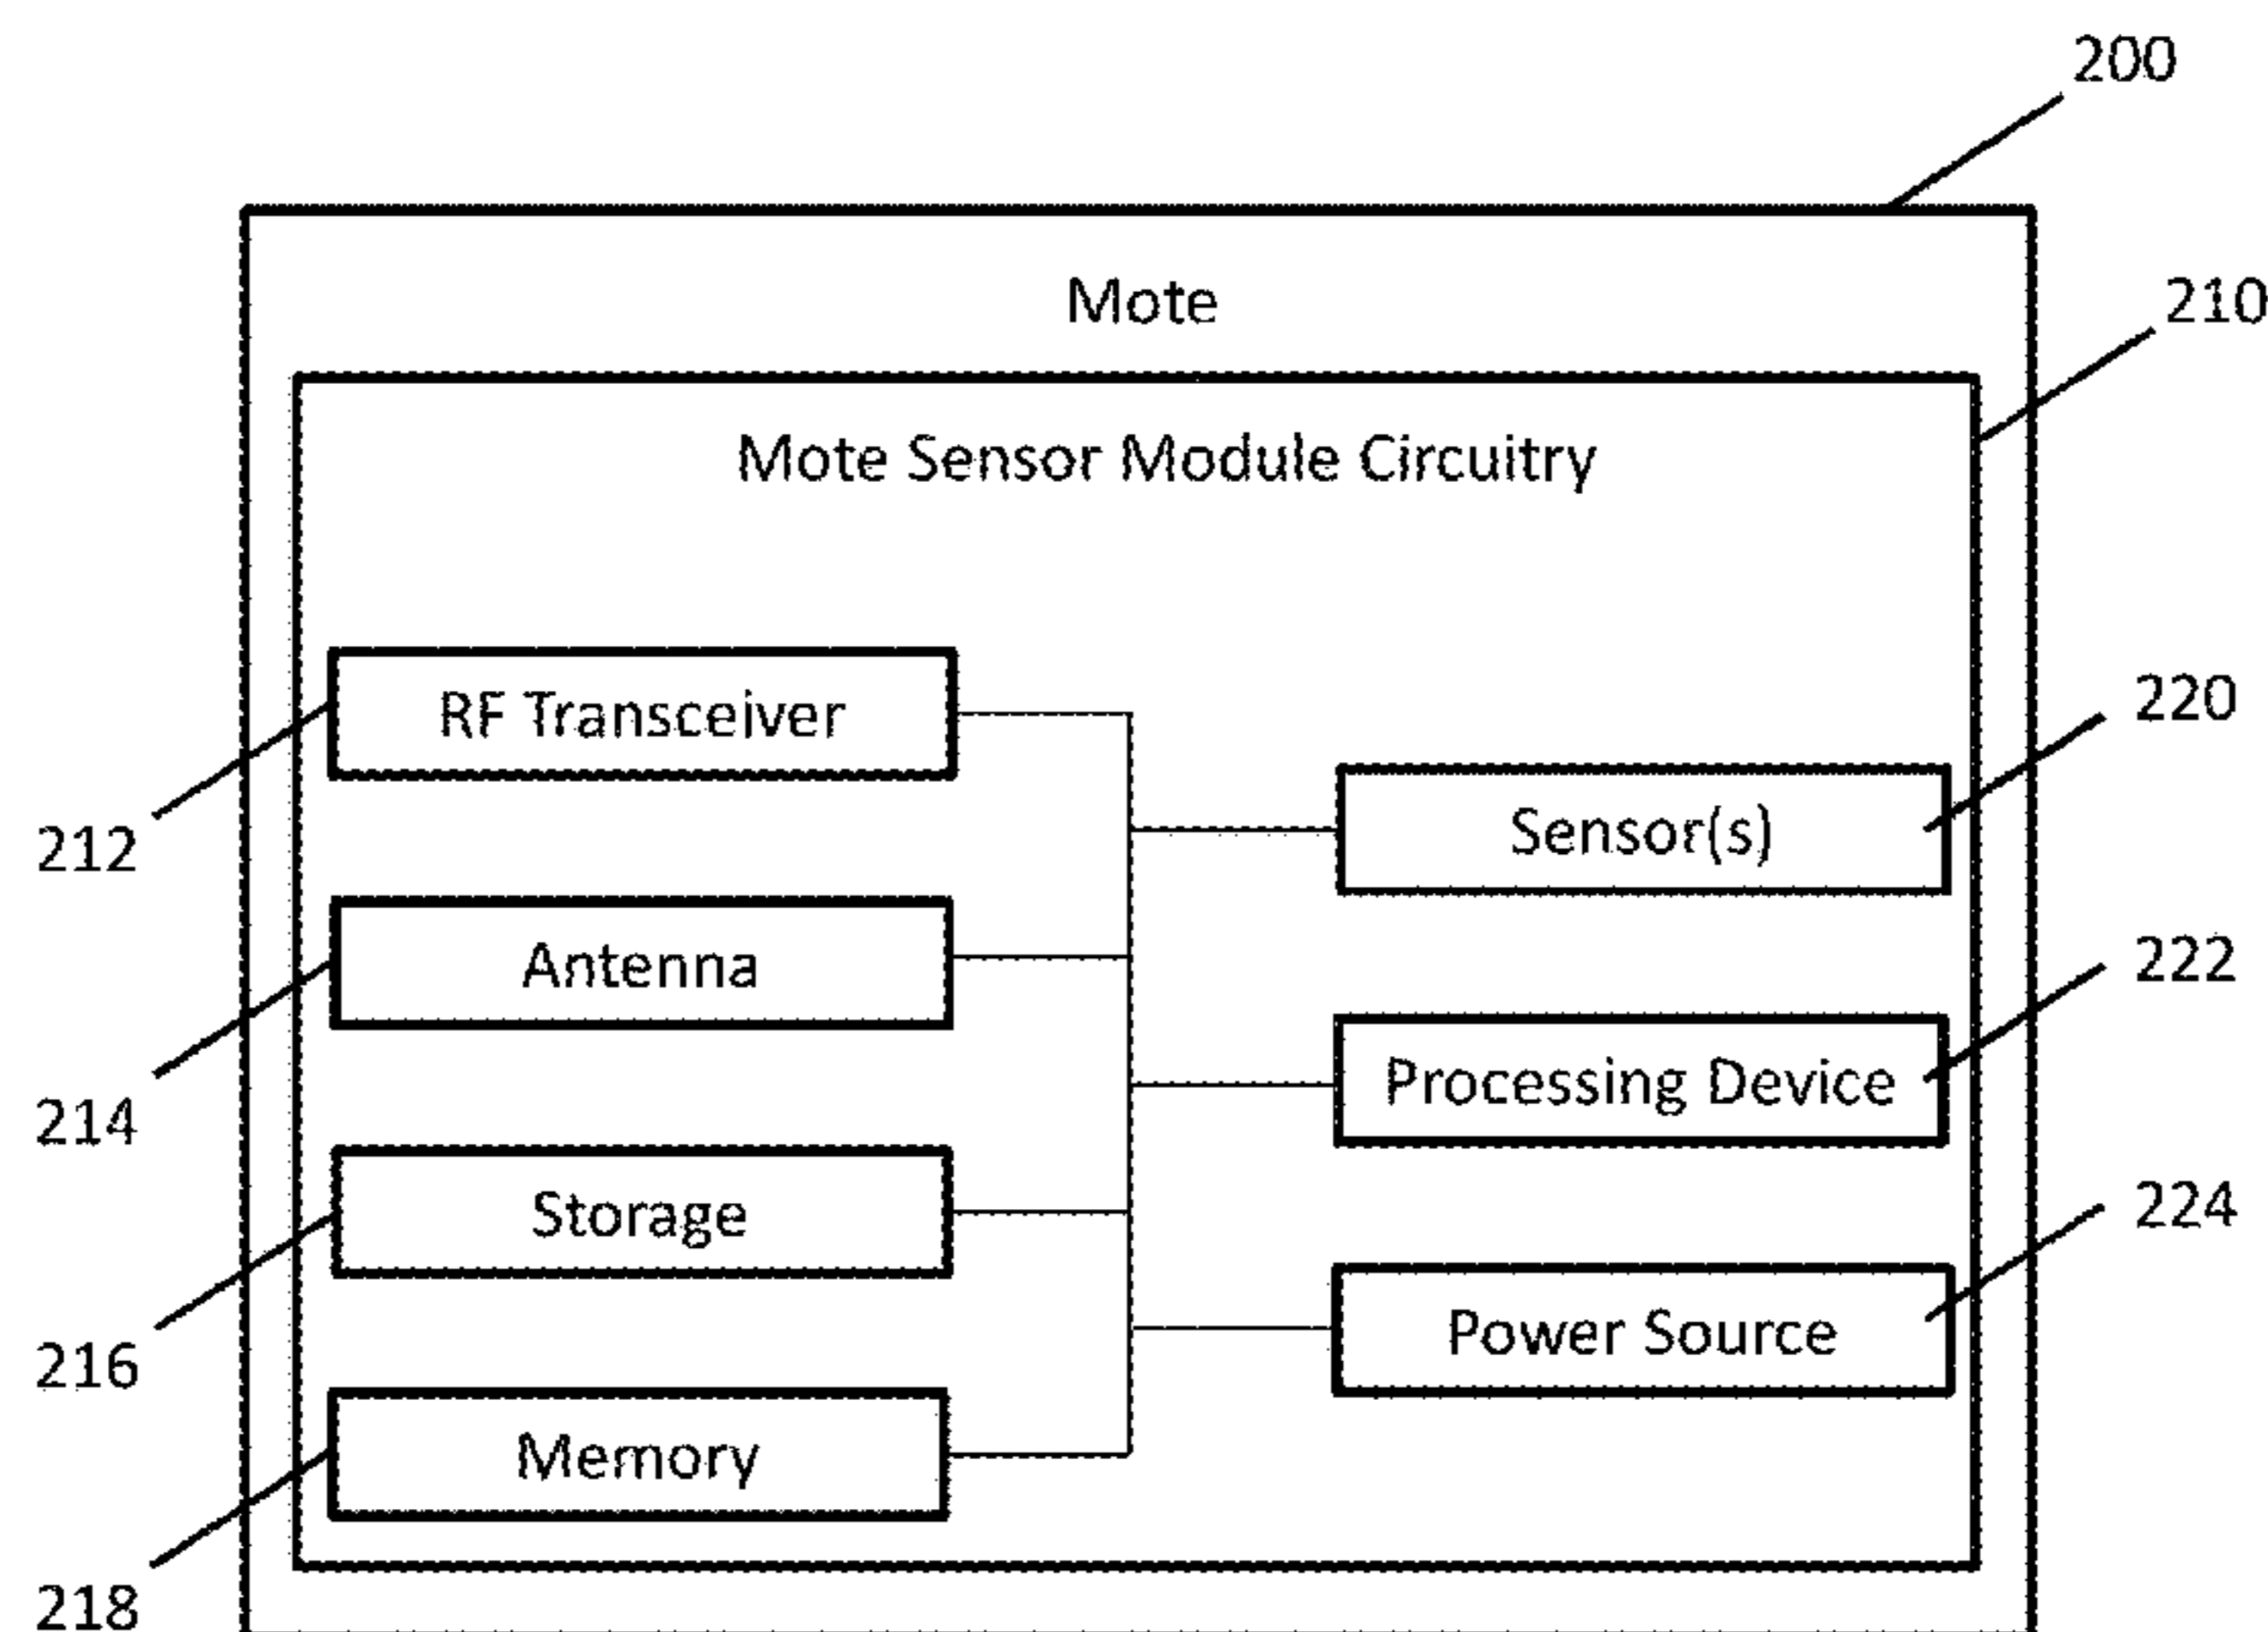 200
Mote
210
Mote Sensor Module Circuitry
RF Transceiver
220
Sensor(s)
212
Antenna
222
Processing Device
214
Storage
224
Power Source
216
Memory
218